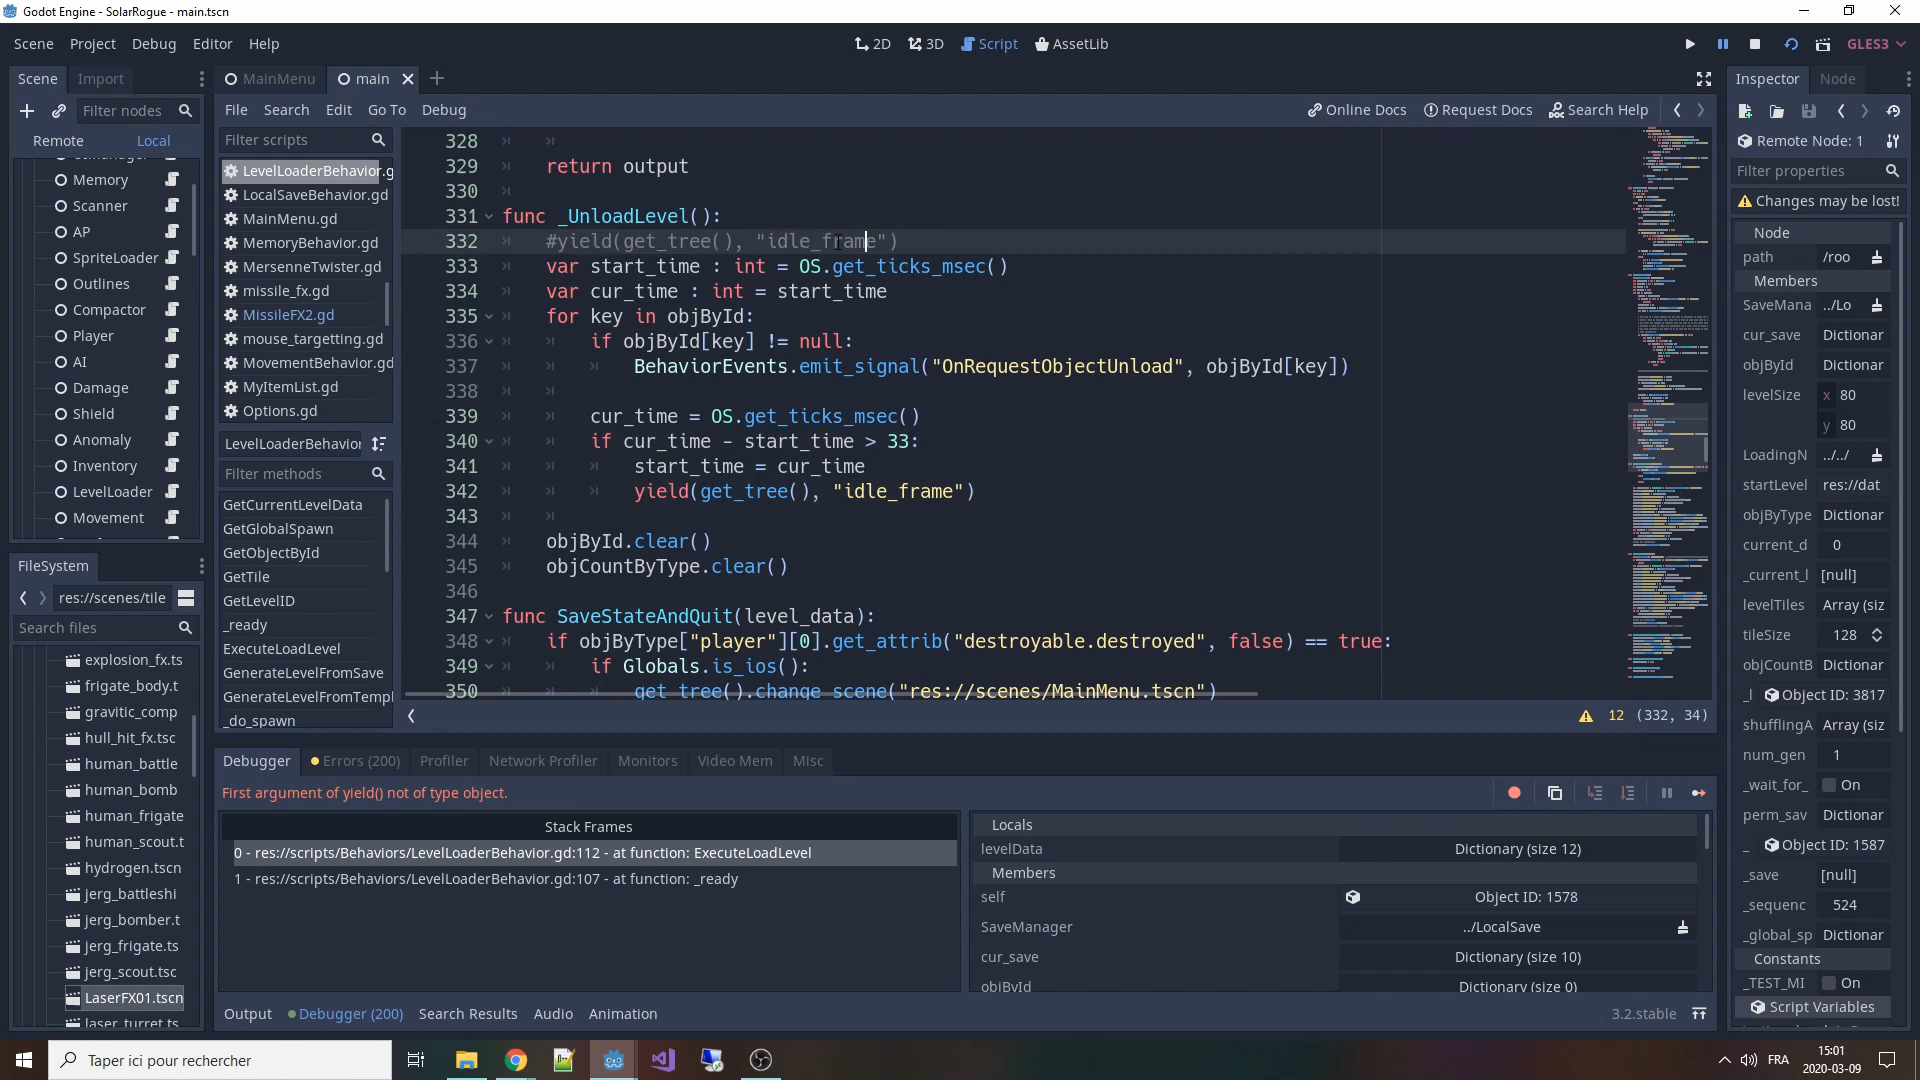 Godot Engine - SolarRogue - main.tscn
Scene Project Debug Editor Help
2D 3D Script AssetLib
GLES3
Scene Import
MainMenu main
Inspector Node
Filter nodes
File Search Edit Go To Debug
Online Docs Request Docs Search Help
Remote Local
Memory
Scanner
AP
SpriteLoader
Outlines
Compactor
Player
AI
Damage
Shield
Anomaly
Inventory
LevelLoader
Movement
FileSystem
res://scenes/tile
Search files
explosion_fx.ts
frigate_body.t
gravitic_comp
hull_hit_fx.tsc
human_battle
human_bomb
human_frigate
human_scout.t
hydrogen.tscn
jerg_battleshi
jerg_bomber.t
jerg_frigate.ts
jerg_scout.tsc
LaserFX01.tscn
laser_turret.ts
Filter scripts
LevelLoaderBehavior.g
LocalSaveBehavior.gd
MainMenu.gd
MemoryBehavior.gd
MersenneTwister.gd
missile_fx.gd
MissileFX2.gd
mouse_targetting.gd
MovementBehavior.gd
MyItemList.gd
Options.gd
LevelLoaderBehavior
Filter methods
GetCurrentLevelData
GetGlobalSpawn
GetObjectById
GetTile
GetLevelID
_ready
ExecuteLoadLevel
GenerateLevelFromSave
GenerateLevelFromTempl
_do_spawn
328
329 return output
330
331 func _UnloadLevel():
332 #yield(get_tree(), "idle_frame")
333 var start_time : int = OS.get_ticks_msec()
334 var cur_time : int = start_time
335 for key in objById:
336 if objById[key] != null:
337 BehaviorEvents.emit_signal("OnRequestObjectUnload", objById[key])
338
339 cur_time = OS.get_ticks_msec()
340 if cur_time - start_time > 33:
341 start_time = cur_time
342 yield(get_tree(), "idle_frame")
343
344 objById.clear()
345 objCountByType.clear()
346
347 func SaveStateAndQuit(level_data):
348 if objByType["player"][0].get_attrib("destroyable.destroyed", false) == true:
349 if Globals.is_ios():
350 get_tree().change_scene("res://scenes/MainMenu.tscn")
12 (332, 34)
Debugger Errors (200) Profiler Network Profiler Monitors Video Mem Misc
First argument of yield() not of type object.
Stack Frames
0 - res://scripts/Behaviors/LevelLoaderBehavior.gd:112 - at function: ExecuteLoadLevel
1 - res://scripts/Behaviors/LevelLoaderBehavior.gd:107 - at function: _ready
Locals
levelData Dictionary (size 12)
Members
self Object ID: 1578
SaveManager ../LocalSave
cur_save Dictionary (size 10)
objById Dictionary (size 0)
Output Debugger (200) Search Results Audio Animation
3.2.stable
Remote Node: 1
Filter properties
Changes may be lost!
Node
path /roo
Members
SaveMana ../Lo
cur_save Dictionar
objById Dictionar
levelSize x 80
y 80
LoadingN ../../
startLevel res://dat
objByType Dictionar
current_d 0
_current_l [null]
levelTiles Array (siz
tileSize 128
objCountB Dictionar
_l Object ID: 3817
shufflingA Array (siz
num_gen 1
_wait_for_ On
perm_sav Dictionar
_ Object ID: 1587
_save [null]
_sequenc 524
_global_sp Dictionar
Constants
_TEST_MI On
Script Variables
Taper ici pour rechercher
FRA
15:01
2020-03-09